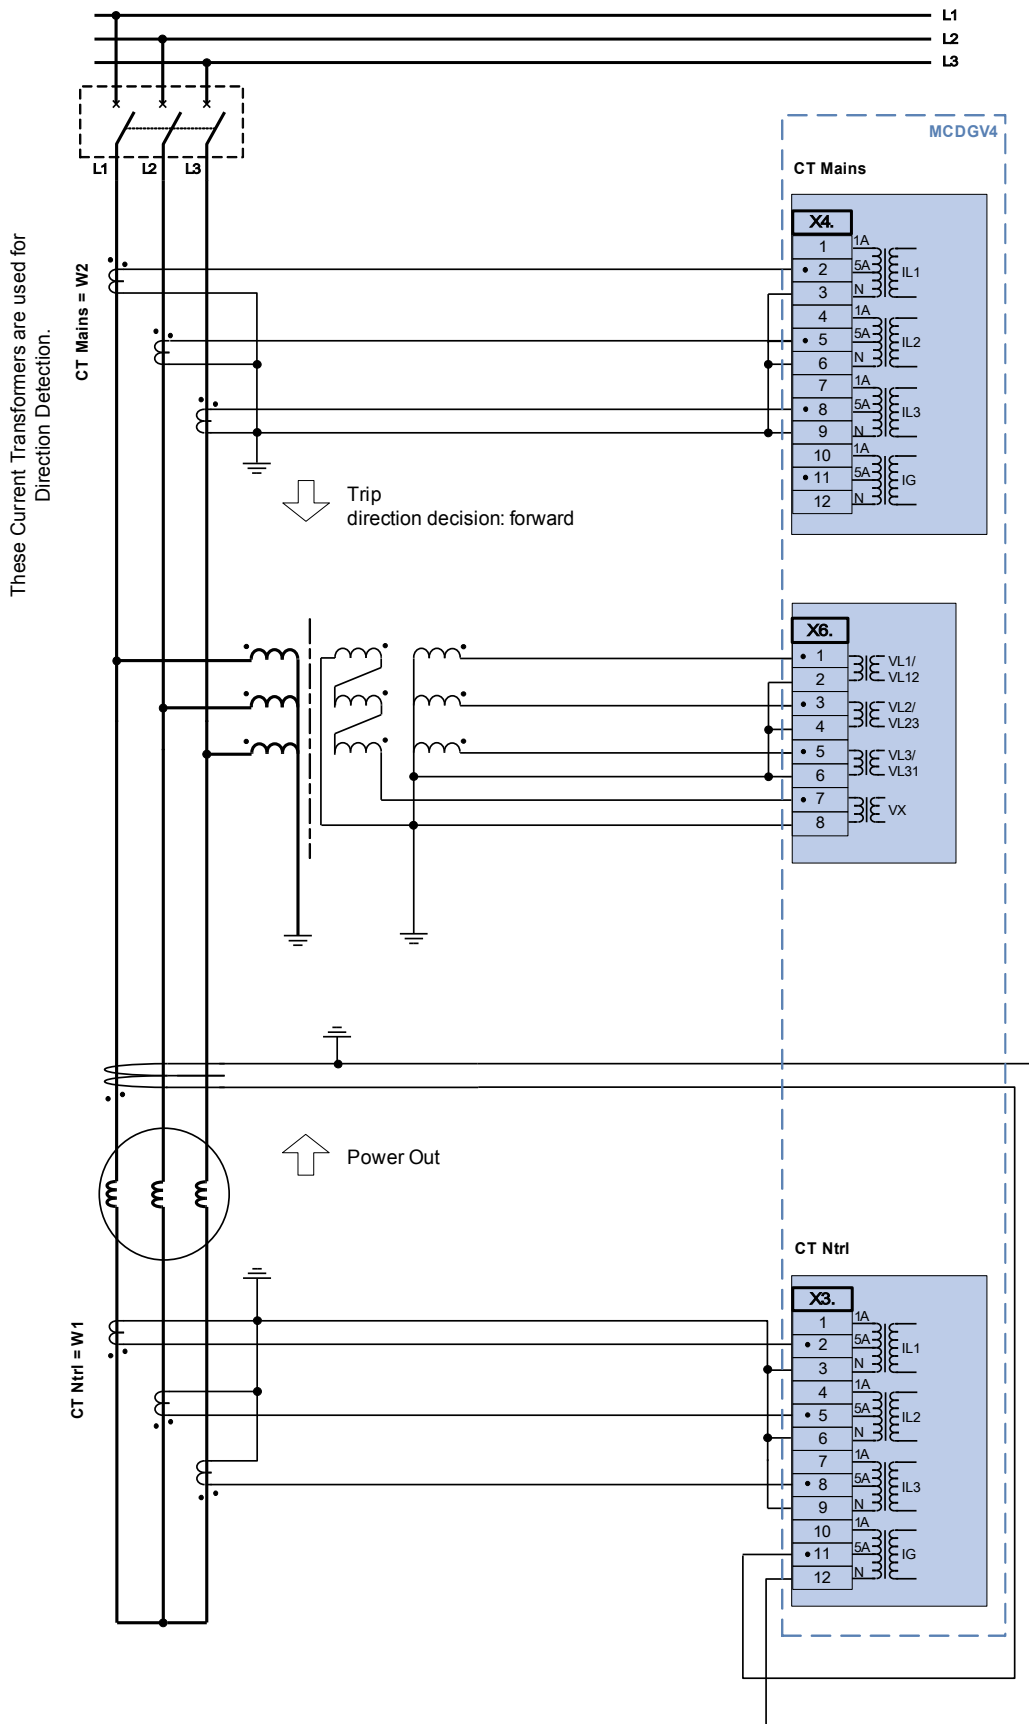 L1
L2
L3
L1
L2
L3
MCDGV4
CT Mains
These Current Transformers are used for
Direction Detection.
CT Mains = W2
X4.
1
1A
2
5A
IL1
3
N
4
1A
5
5A
IL2
6
N
7
1A
8
5A
IL3
9
N
10
1A
11
5A
IG
12
N
Trip
direction decision: forward
X6.
1
VL1/
2
VL12
3
VL2/
4
VL23
5
VL3/
6
VL31
7
VX
8
Power Out
CT Ntrl
CT Ntrl = W1
X3.
1
1A
2
5A
IL1
3
N
4
1A
5
5A
IL2
6
N
7
1A
8
5A
IL3
9
N
10
1A
11
5A
IG
12
N